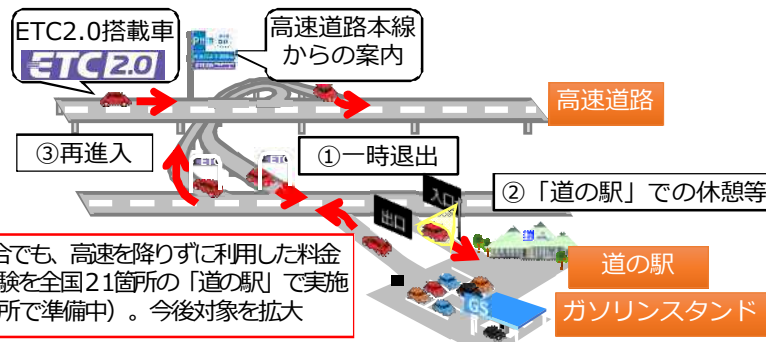 ETC2.0搭載車
ETC2.0
高速道路本線
からの案内
高速道路
③再進入
①一時退出
ETC
ETC
②「道の駅」での休憩等
入口
出口
合でも、高速を降りずに利用した料金
験を全国21箇所の「道の駅」で実施
所で準備中）。今後対象を拡大
道の駅
GS
ガソリンスタンド